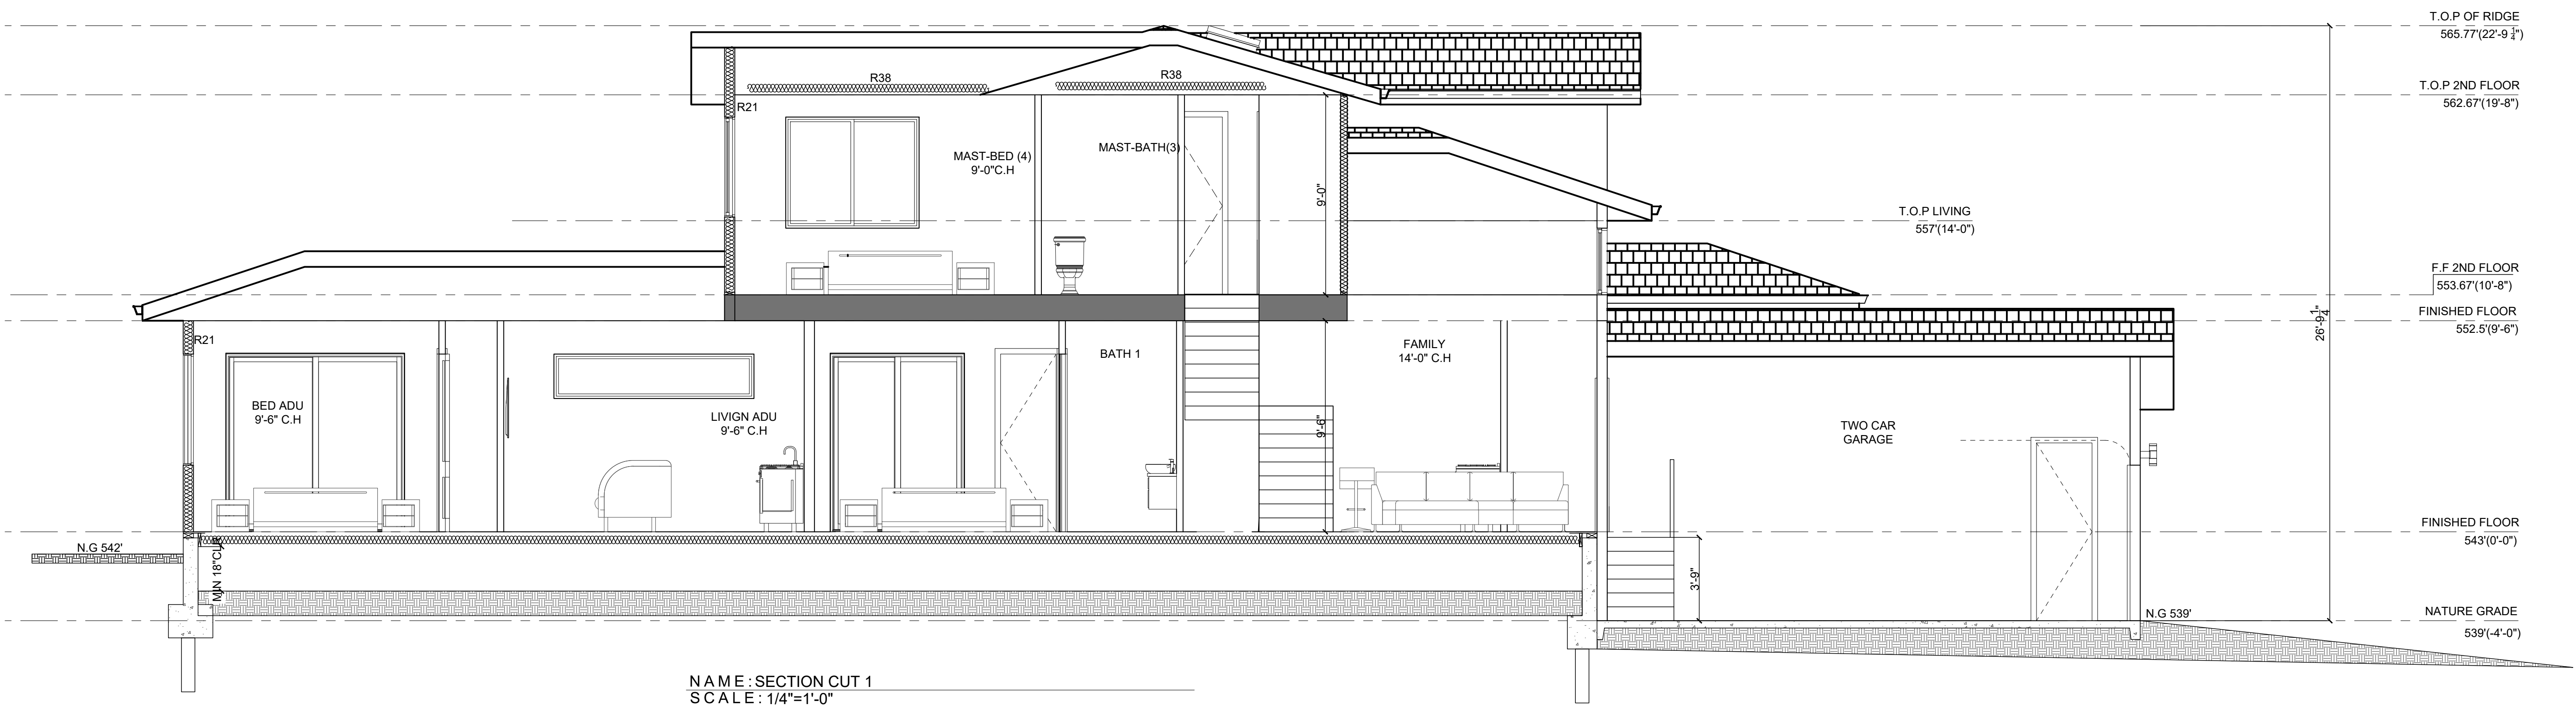 T.O.P OF RIDGE
565.77'(22'-9 1/4")
R38
R38
T.O.P 2ND FLOOR
562.67'(19'-8")
R21
MAST-BED (4)
9'-0"C.H
MAST-BATH(3)
9'-0"
T.O.P LIVING
557'(14'-0")
F.F 2ND FLOOR
553.67'(10'-8")
FINISHED FLOOR
552.5'(9'-6")
26'-9 1/4"
R21
BED ADU
9'-6" C.H
LIVIGN ADU
9'-6" C.H
BATH 1
9'-6"
FAMILY
14'-0" C.H
TWO CAR
GARAGE
FINISHED FLOOR
543'(0'-0")
N.G 542'
MIN 18"CLR
3'-9"
N.G 539'
NATURE GRADE
539'(-4'-0")
NAME: SECTION CUT 1
SCALE: 1/4"=1'-0"